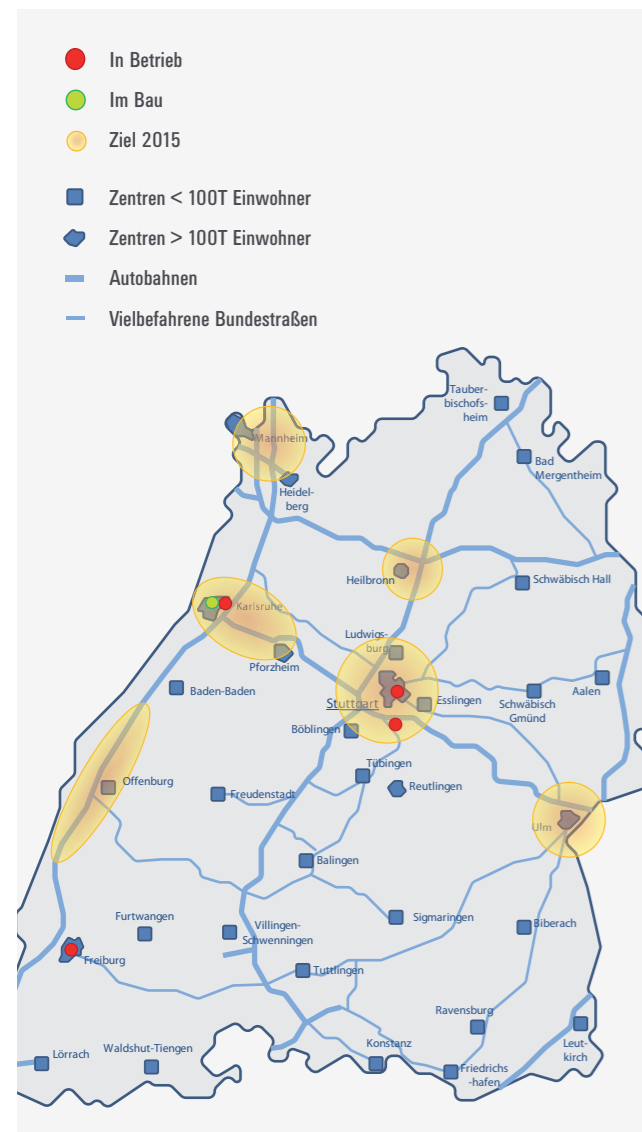 In Betrieb
Im Bau
Ziel 2015
Zentren < 100T Einwohner
Zentren > 100T Einwohner
Autobahnen
Vielbefahrene Bundestraßen
Tauber-
bischofs-
heim
Mannheim
Bad
Mergentheim
Heidel-
berg
Heilbronn
Schwäbisch Hall
Karlsruhe
Ludwigs-
burg
Pforzheim
Baden-Baden
Stuttgart
Esslingen
Schwäbisch
Gmünd
Aalen
Böblingen
Tübingen
Offenburg
Freudenstadt
Reutlingen
Ulm
Balingen
Furtwangen
Villingen-
Schwenningen
Sigmaringen
Biberach
Freiburg
Tuttlingen
Ravensburg
Lörrach
Waldshut-Tiengen
Konstanz
Leut-
kirch
Friedrichs
-hafen